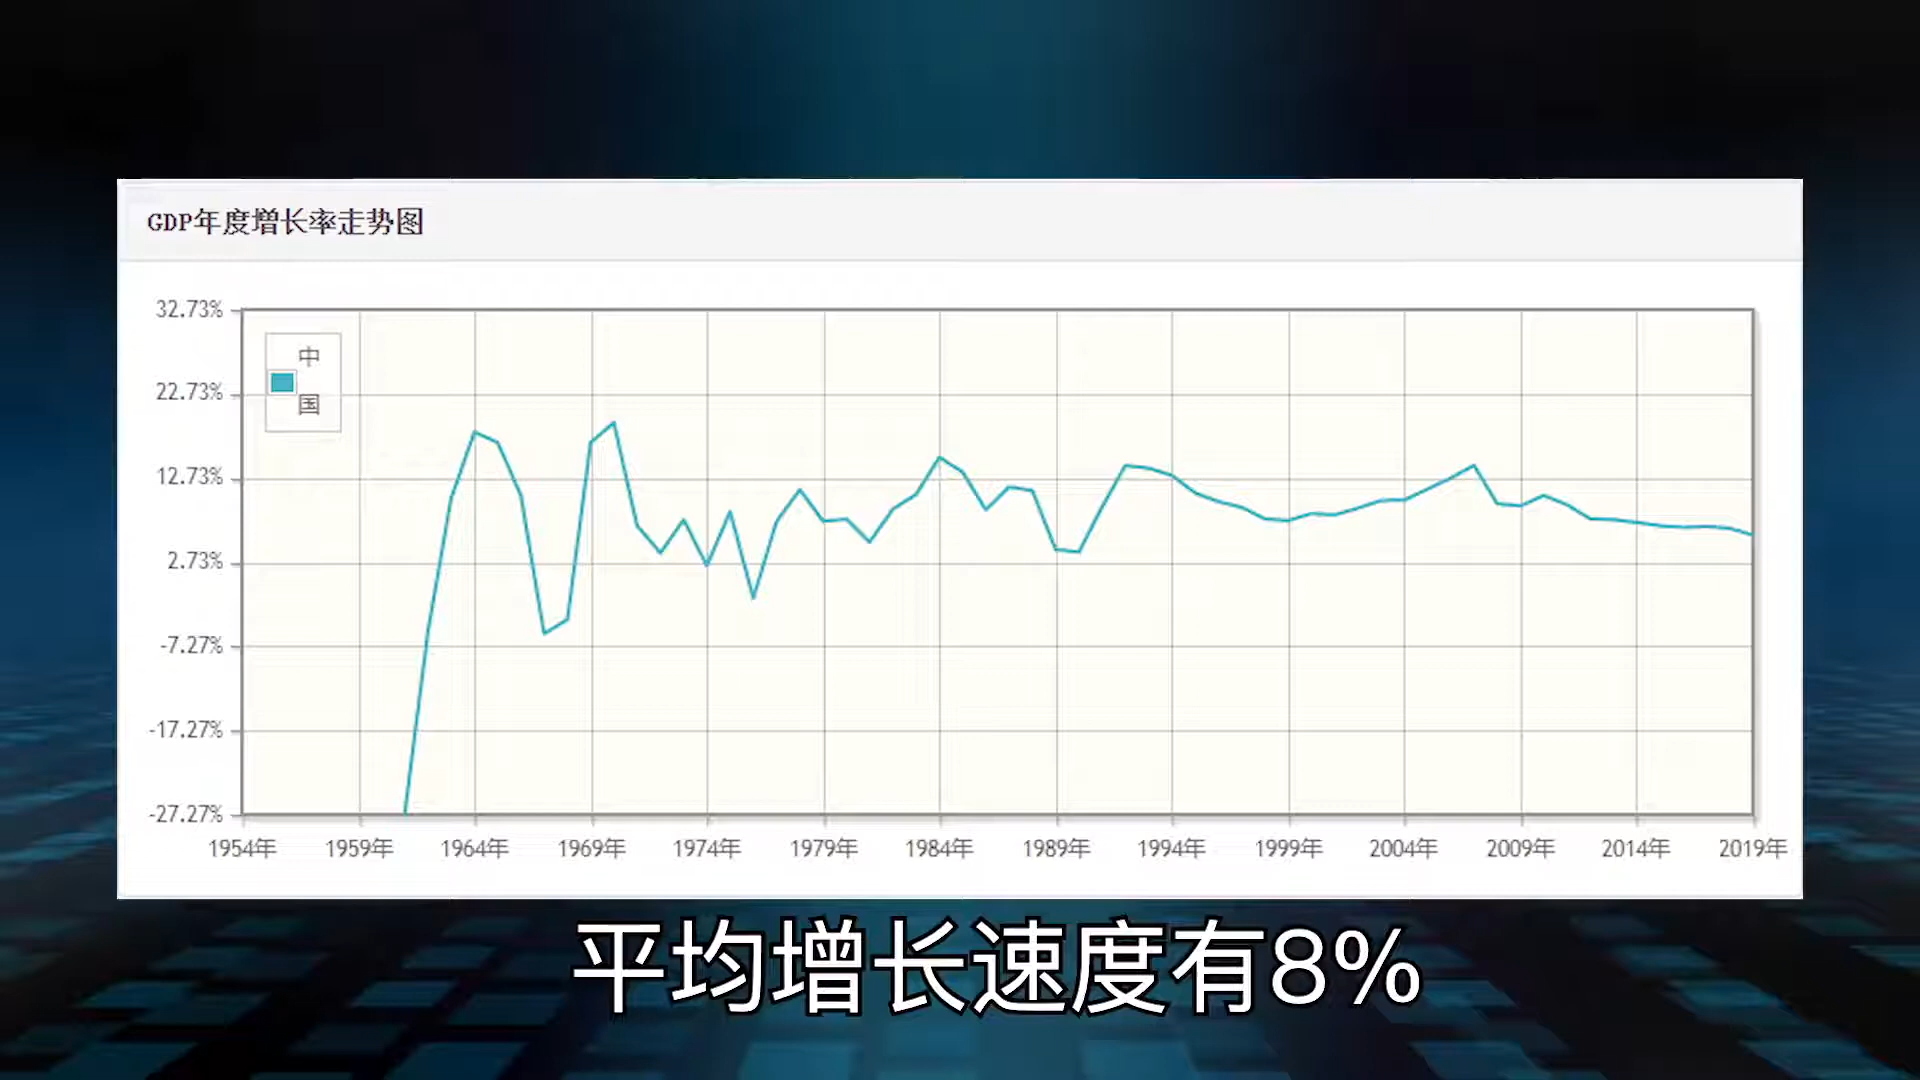 GDP年度增长率走势图
32.73%
22.73%
12.73%
2.73%
-7.27%
-17.27%
-27.27%
中
国
1954年 1959年 1964年 1969年 1974年 1979年 1984年 1989年 1994年 1999年 2004年 2009年 2014年 2019年
平均增长速度有8%